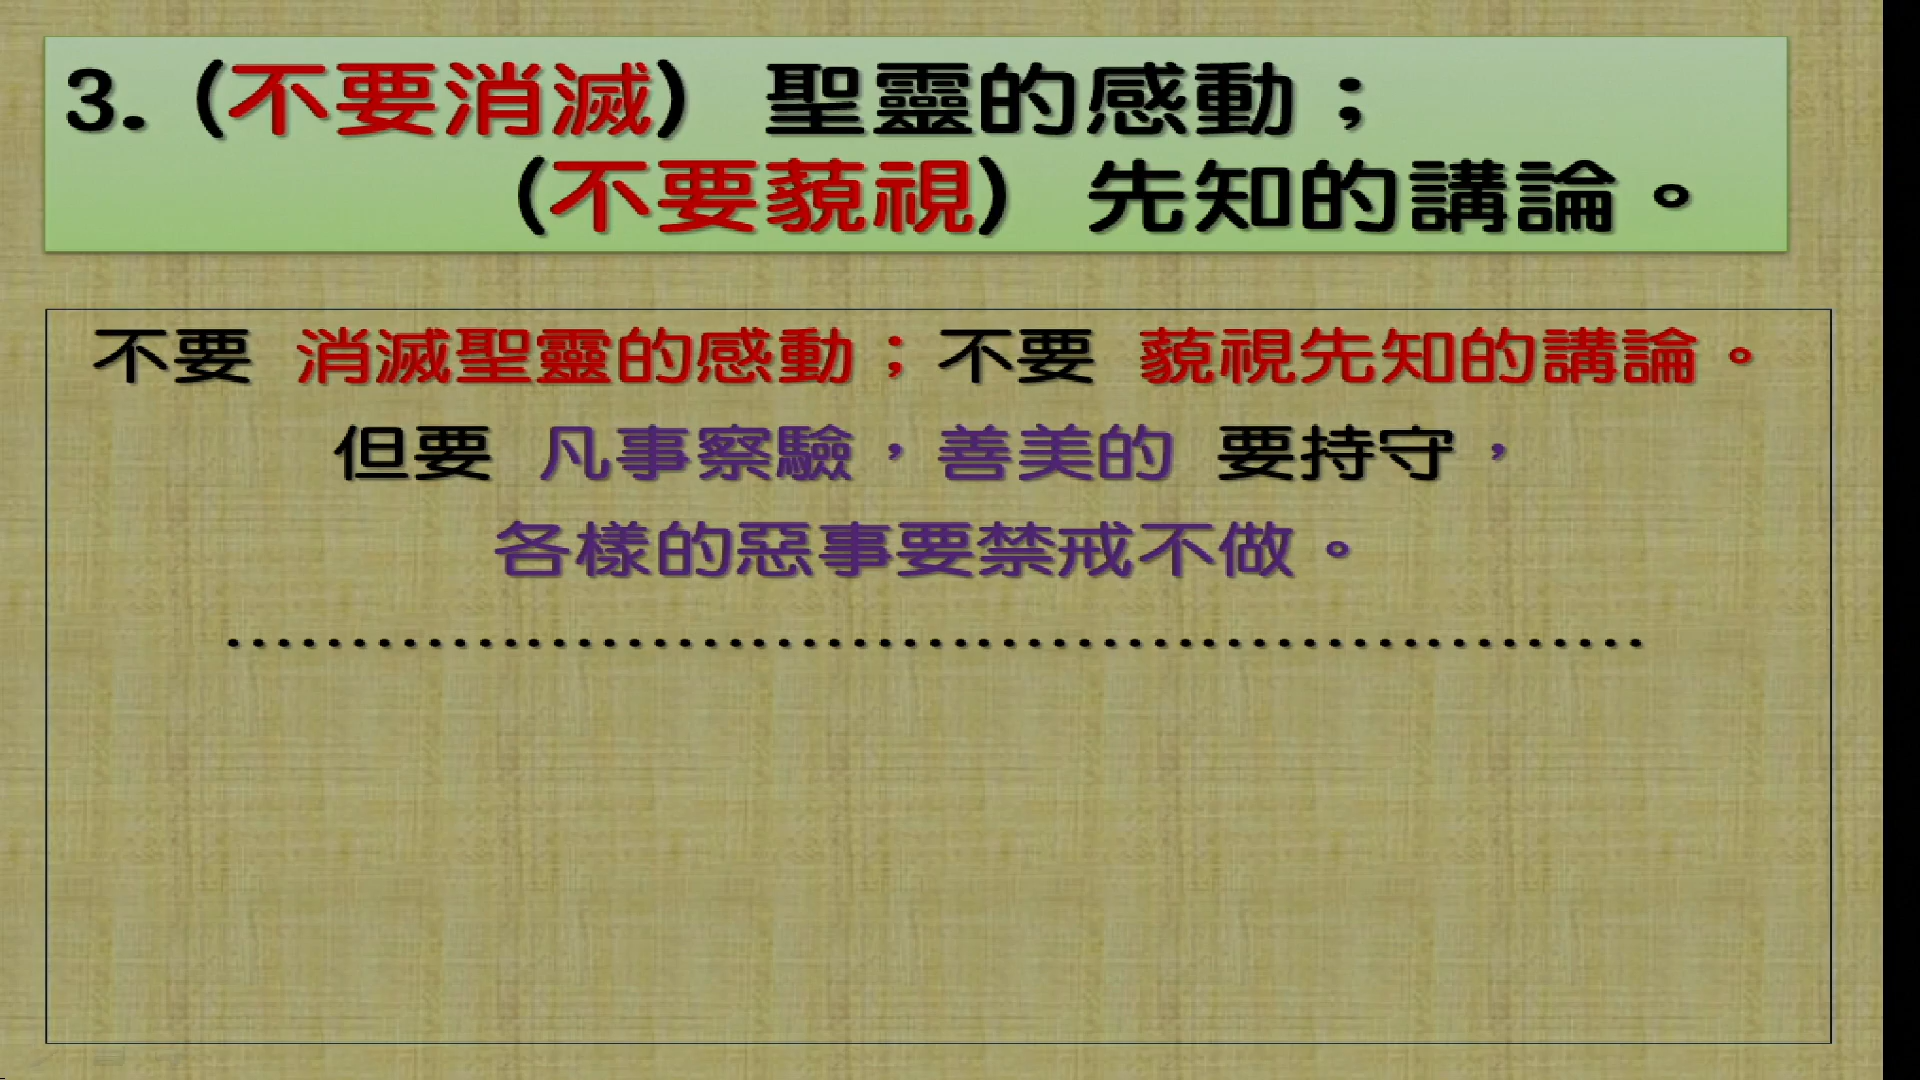 3. (不要消滅) 聖靈的感動；
(不要藐視) 先知的講論。
不要 消滅聖靈的感動；不要 藐視先知的講論。
但要 凡事察驗，善美的 要持守，
各樣的惡事要禁戒不做。
.........................................................